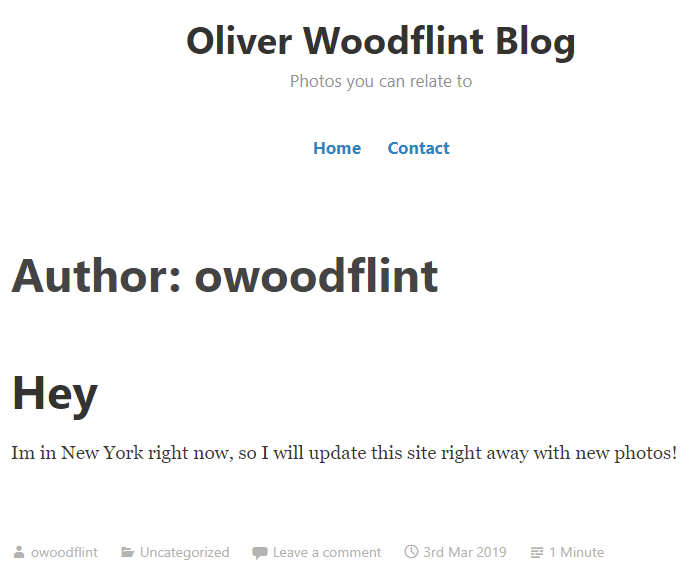 Oliver Woodflint Blog
Photos you can relate to
Home Contact
Author: owoodflint
Hey
Im in New York right now, so I will update this site right away with new photos!
owoodflint Uncategorized Leave a comment 3rd Mar 2019 1 Minute